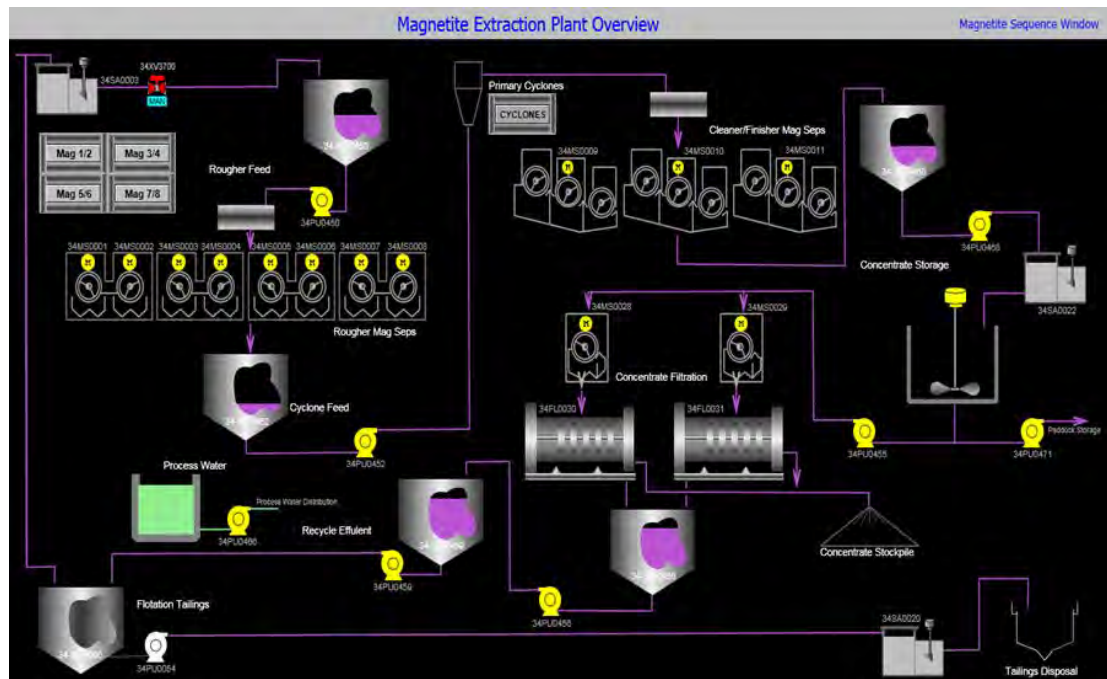 Magnetite Extraction Plant Overview
Magnetite Sequence Window
34SA0003
34XV3700
MAN
Primary Cyclones
CYCLONES
Cleaner/Finisher Mag Seps
34MS0009
34MS0010
34MS0011
Mag 1/2
Mag 3/4
Mag 5/6
Mag 7/8
Rougher Feed
34PU0450
34MS0001
34MS0002
34MS0003
34MS0004
34MS0005
34MS0006
34MS0007
34MS0008
M
M
M
M
M
M
M
M
M
M
M
Rougher Mag Seps
Concentrate Storage
34SA0022
34MS0028
34MS0029
M
M
Concentrate Filtration
Cyclone Feed
34FL0030
34FL0031
34PU0452
34PU0455
34PU0471
Paddock Storage
Process Water
Process Water Distribution
34PU0466
Recycle Effulent
34PU0459
Concentrate Stockpile
Flotation Tailings
34PU0054
34SA0020
Tailings Disposal